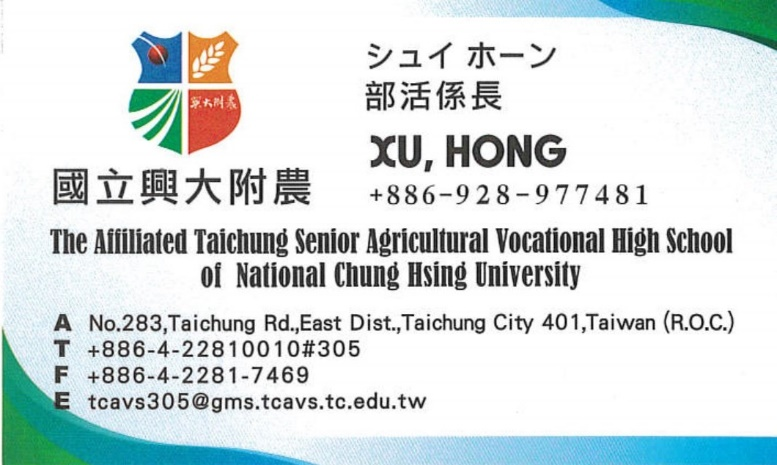 興大附農
國立興大附農
シュイ ホーン
部活係長
XU, HONG
+886-928-977481
The Affiliated Taichung Senior Agricultural Vocational High School
of National Chung Hsing University
A No.283,Taichung Rd.,East Dist.,Taichung City 401,Taiwan (R.O.C.)
T +886-4-22810010#305
F +886-4-2281-7469
E tcavs305@gms.tcavs.tc.edu.tw